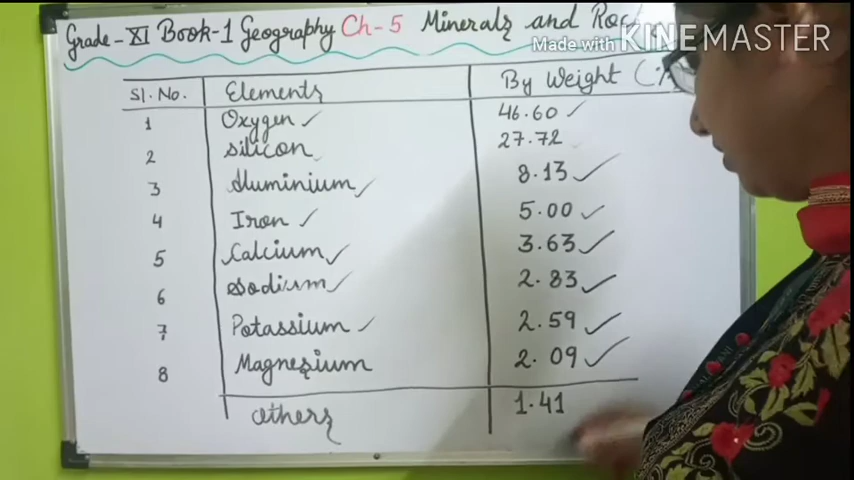 Grade-XI Book-1 Geography Ch-5 Minerals and
Made with KINEMASTER
Sl. No. Elements By Weight
1 Oxygen 46.60
2 Silicon 27.72
3 Aluminium 8.13
4 Iron 5.00
5 Calcium 3.63
6 Sodium 2.83
7 Potassium 2.59
8 Magnesium 2.09
others 1.41